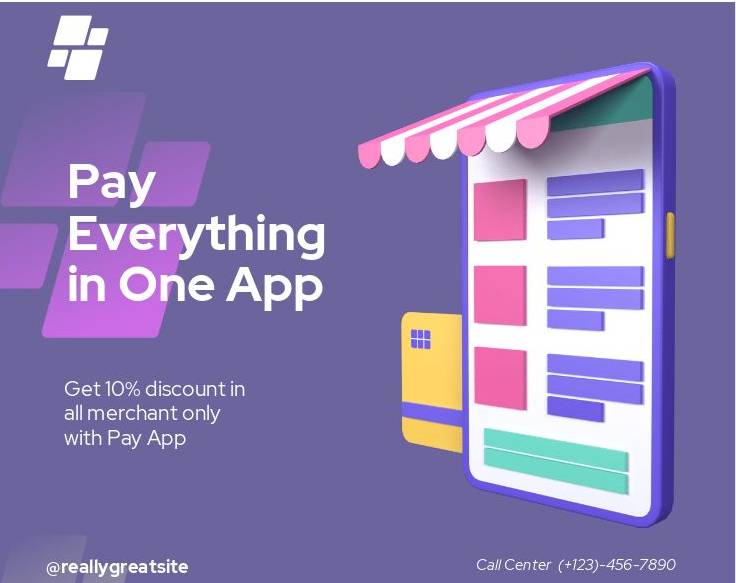 Pay
Everything
in One App
Get 10% discount in
all merchant only
with Pay App
@reallygreatsite
Call Center (+123)-456-7890